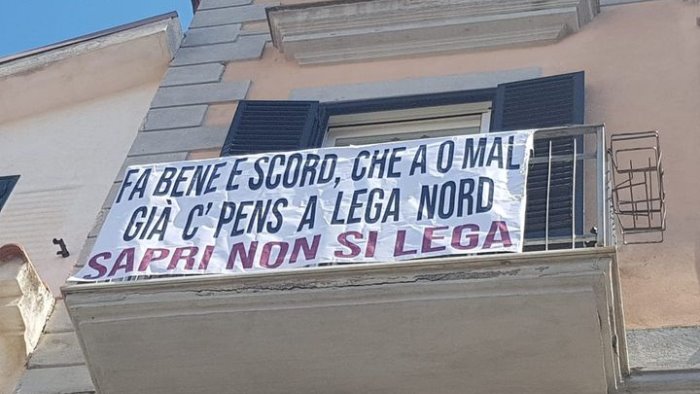 FA BENE E SCORD, CHE A O MAL
GIÀ C' PENS A LEGA NORD
SAPRI NON SI LEGA